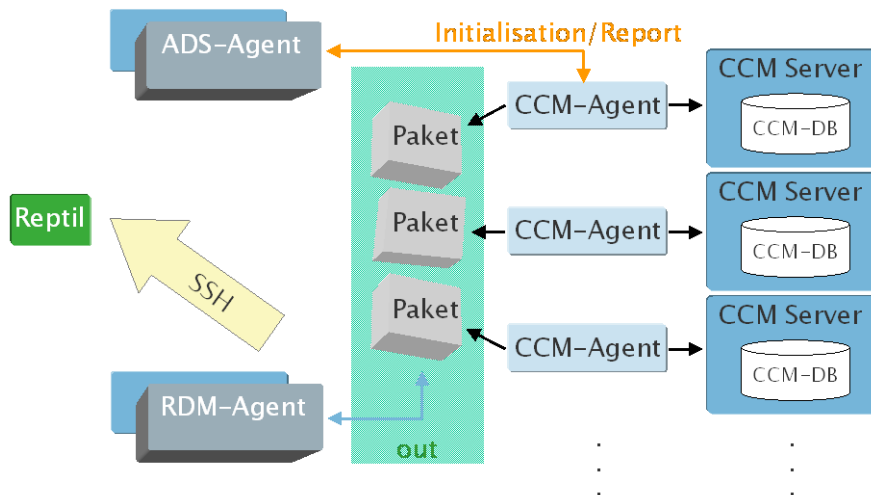 ADS-Agent
Initialisation/Report
CCM Server
CCM-Agent
CCM-DB
Paket
CCM Server
Reptil
Paket
CCM-Agent
CCM-DB
SSH
Paket
CCM Server
CCM-Agent
CCM-DB
RDM-Agent
out